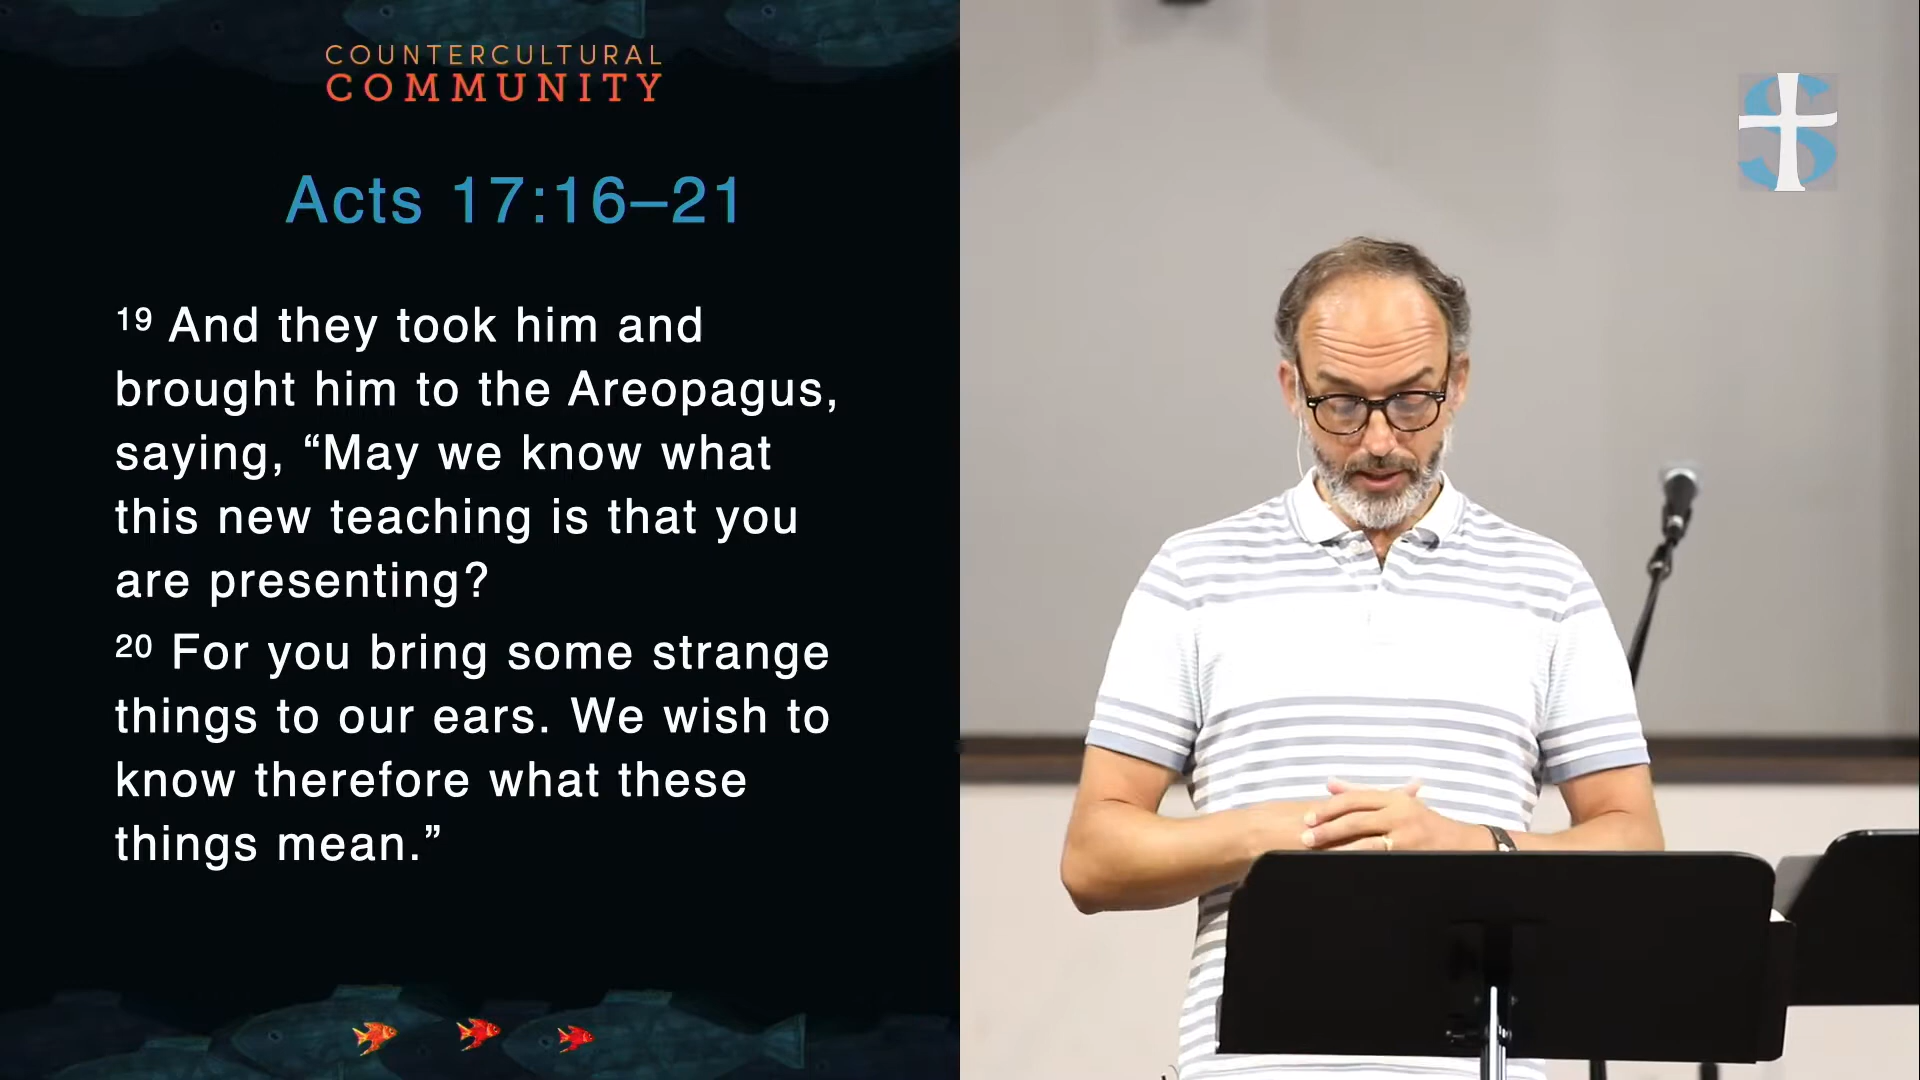 COUNTERCULTURAL
COMMUNITY
Acts 17:16–21
19 And they took him and
brought him to the Areopagus,
saying, “May we know what
this new teaching is that you
are presenting?
20 For you bring some strange
things to our ears. We wish to
know therefore what these
things mean.”
S